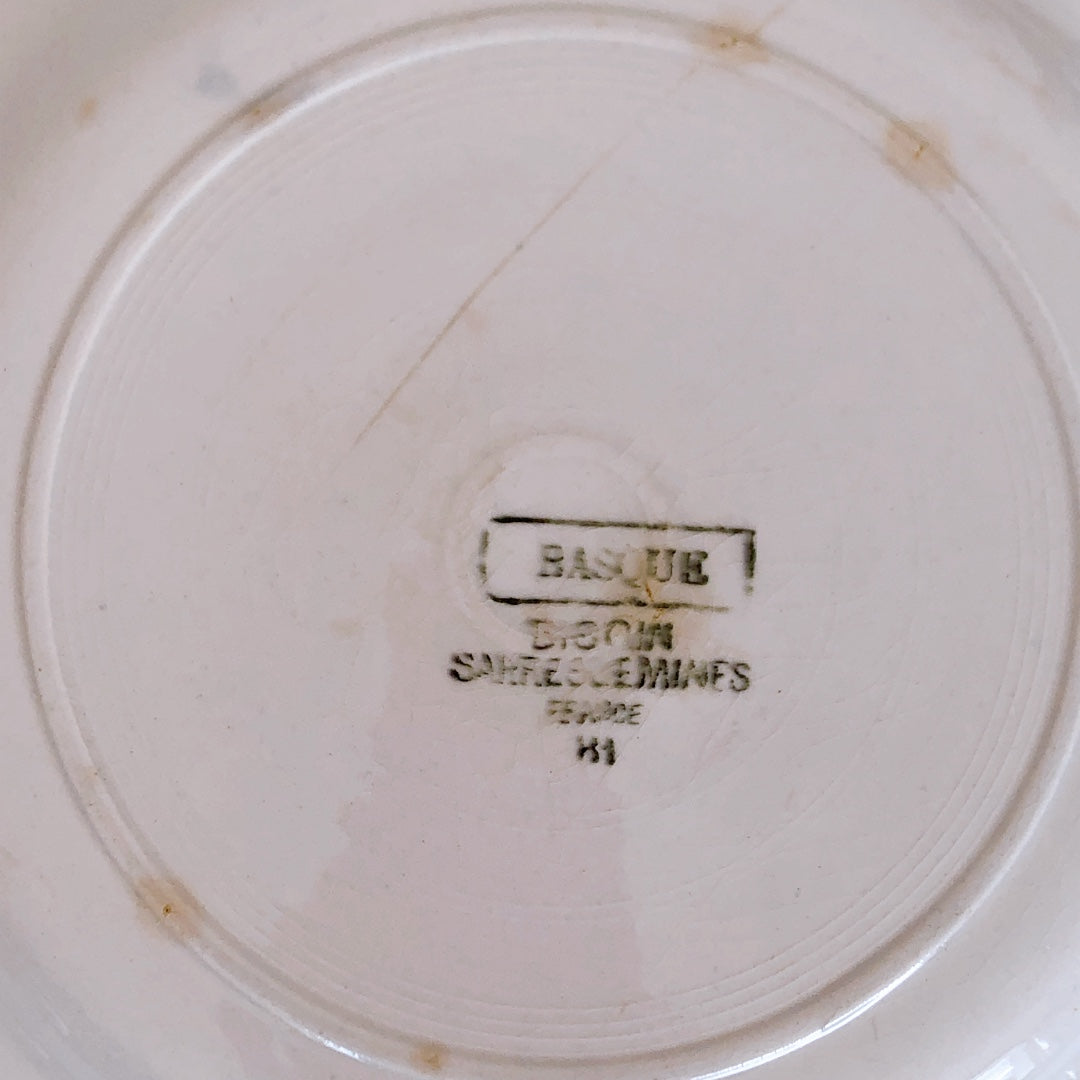 BASQUE
DIGOIN
SARREGUEMINES
FRANCE
H1